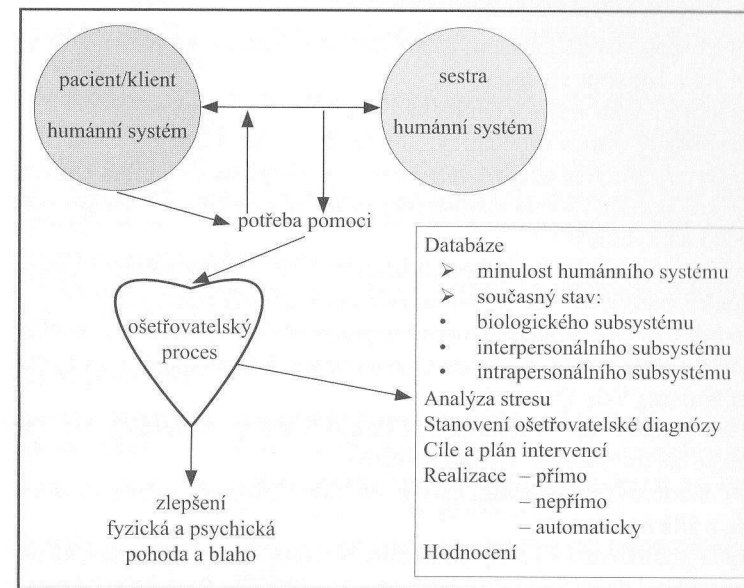 pacient/klient
humánní systém
sestra
humánní systém
potřeba pomoci
ošetřovatelský
proces
zlepšení
fyzická a psychická
pohoda a blaho
Databáze
➢ minulost humánního systému
➢ současný stav:
• biologického subsystému
• interpersonálního subsystému
• intrapersonálního subsystému
Analýza stresu
Stanovení ošetřovatelské diagnózy
Cíle a plán intervencí
Realizace – přímo
– nepřímo
– automaticky
Hodnocení